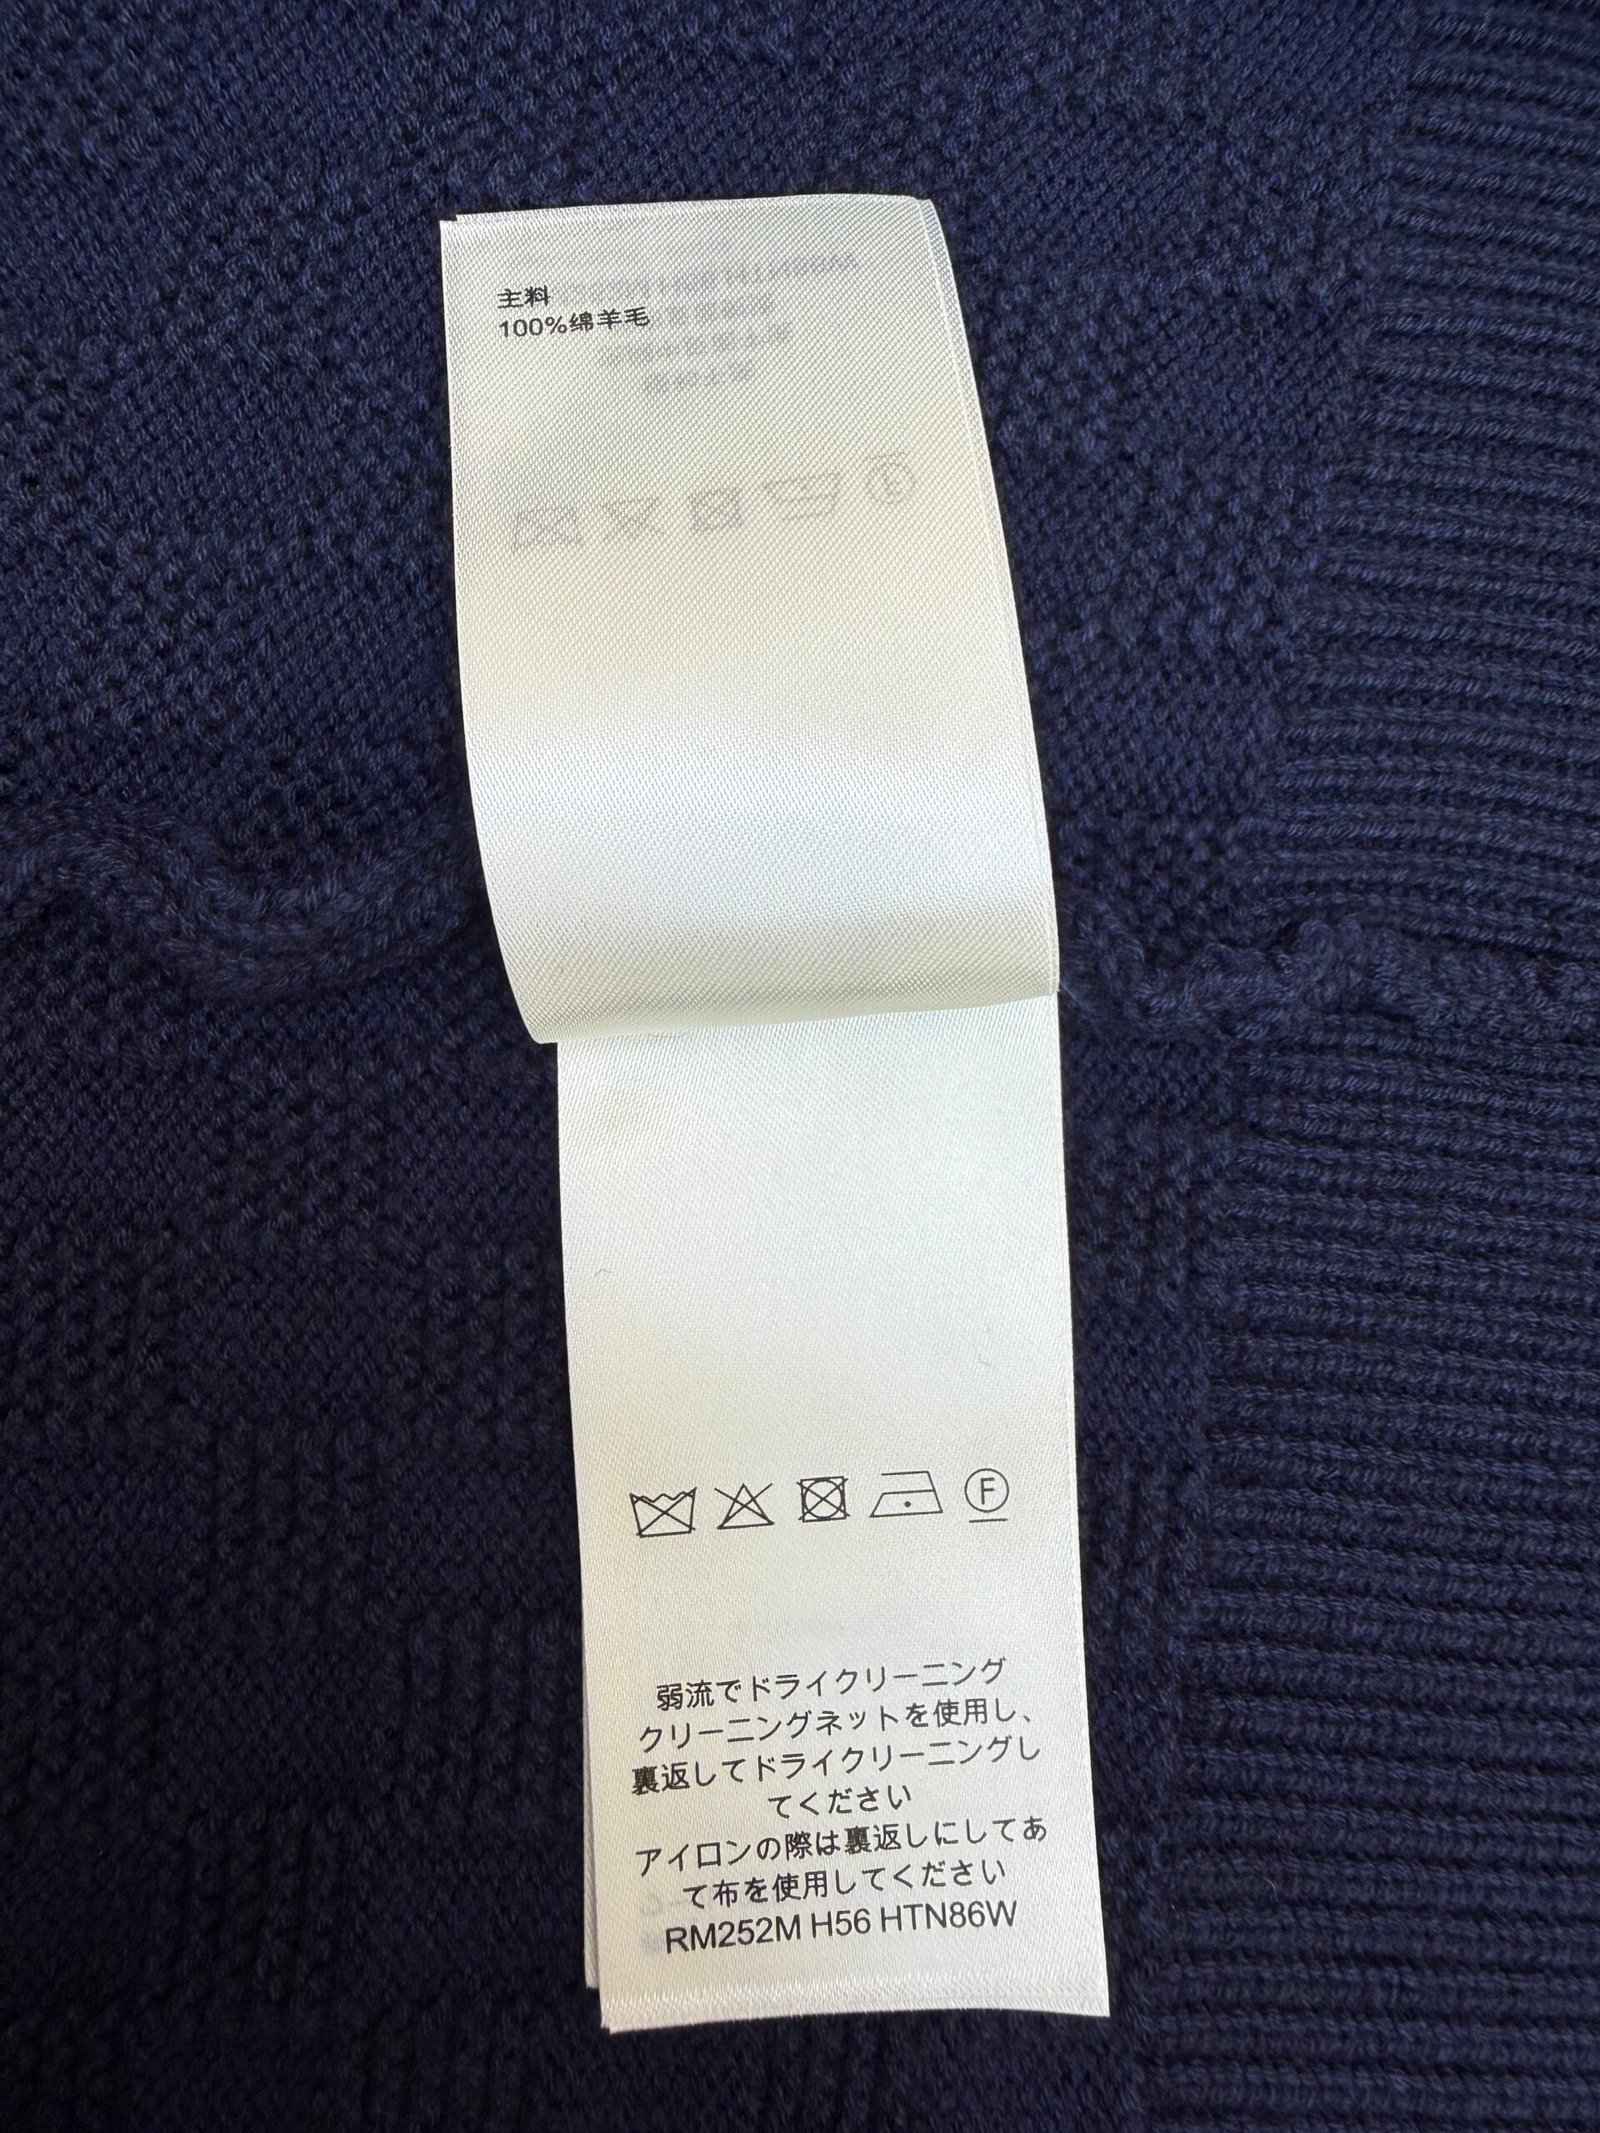 主料
100%绵羊毛
F
弱流でドライクリーニング
クリーニングネットを使用し、
裏返してドライクリーニングし
てください
アイロンの際は裏返しにしてあ
て布を使用してください
RM252M H56 HTN86W